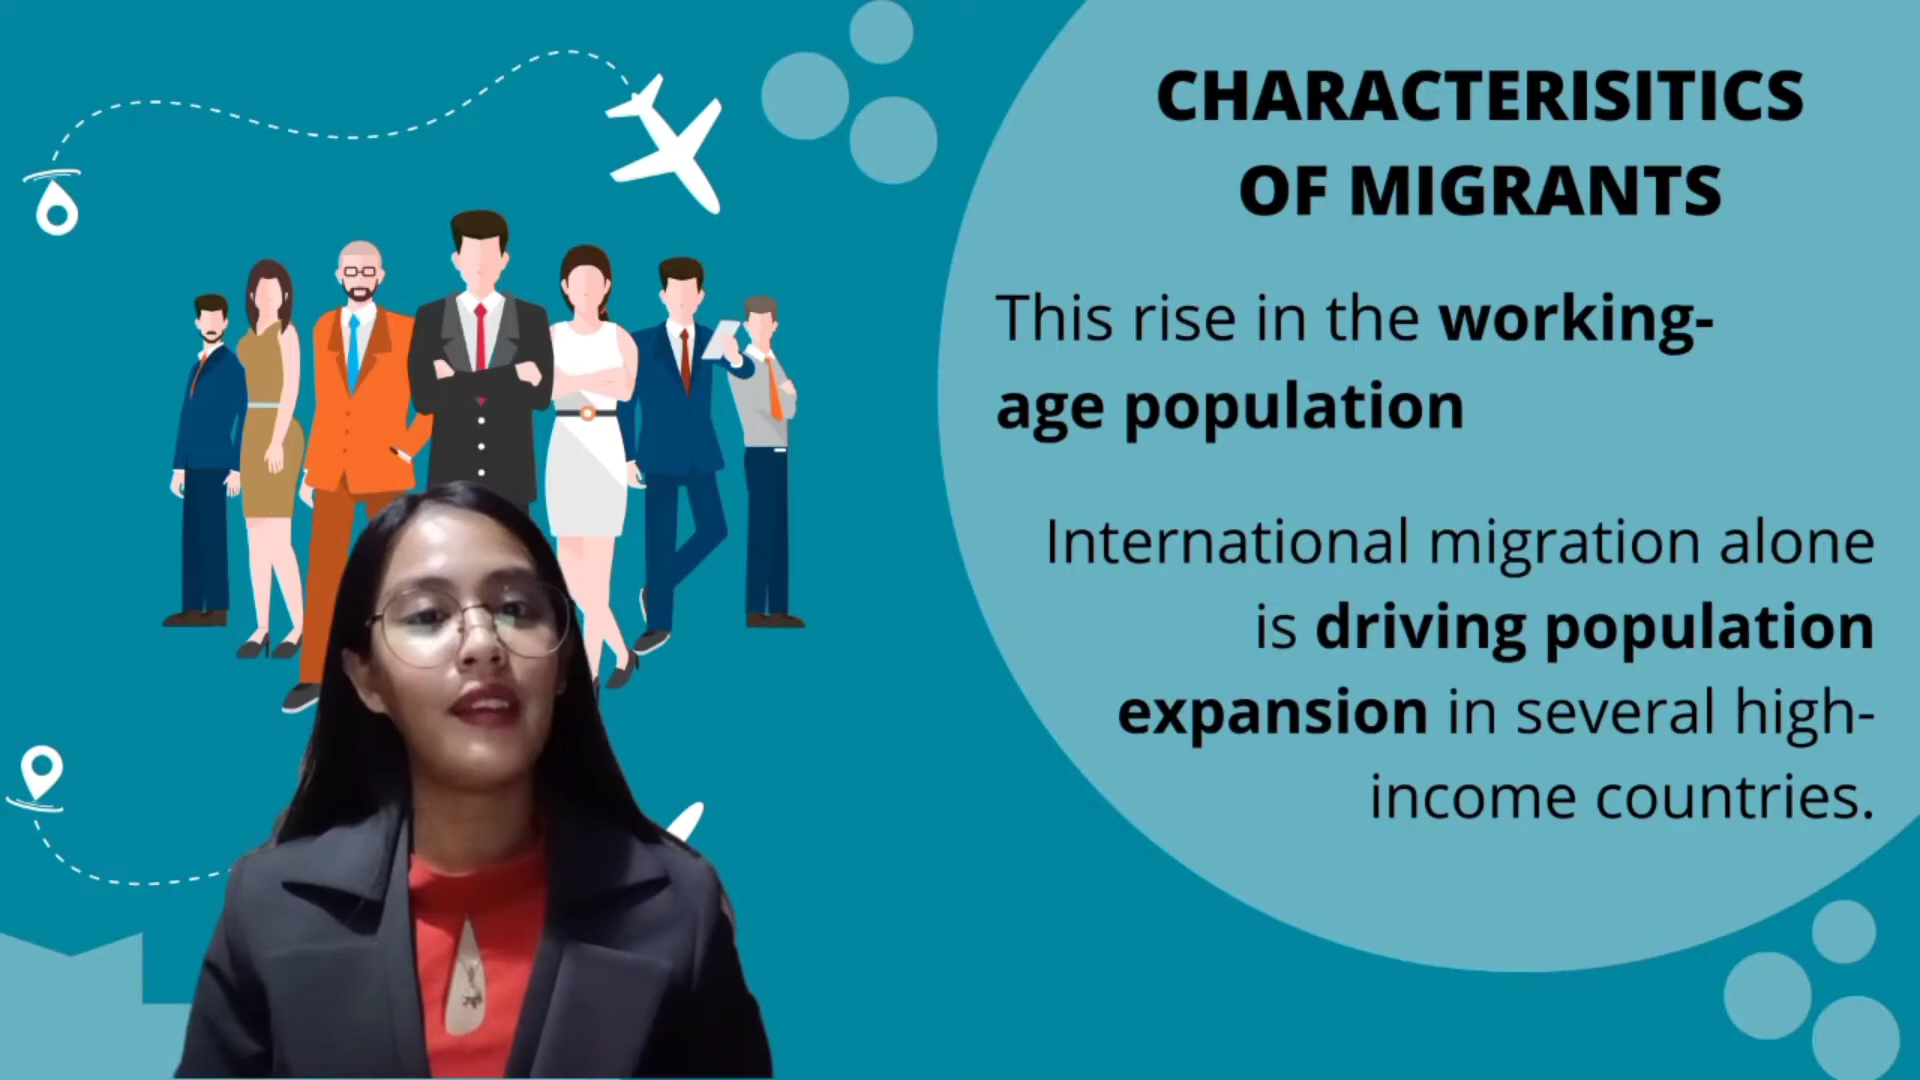 CHARACTERISITICS
OF MIGRANTS
This rise in the working-
age population
International migration alone
is driving population
expansion in several high-
income countries.